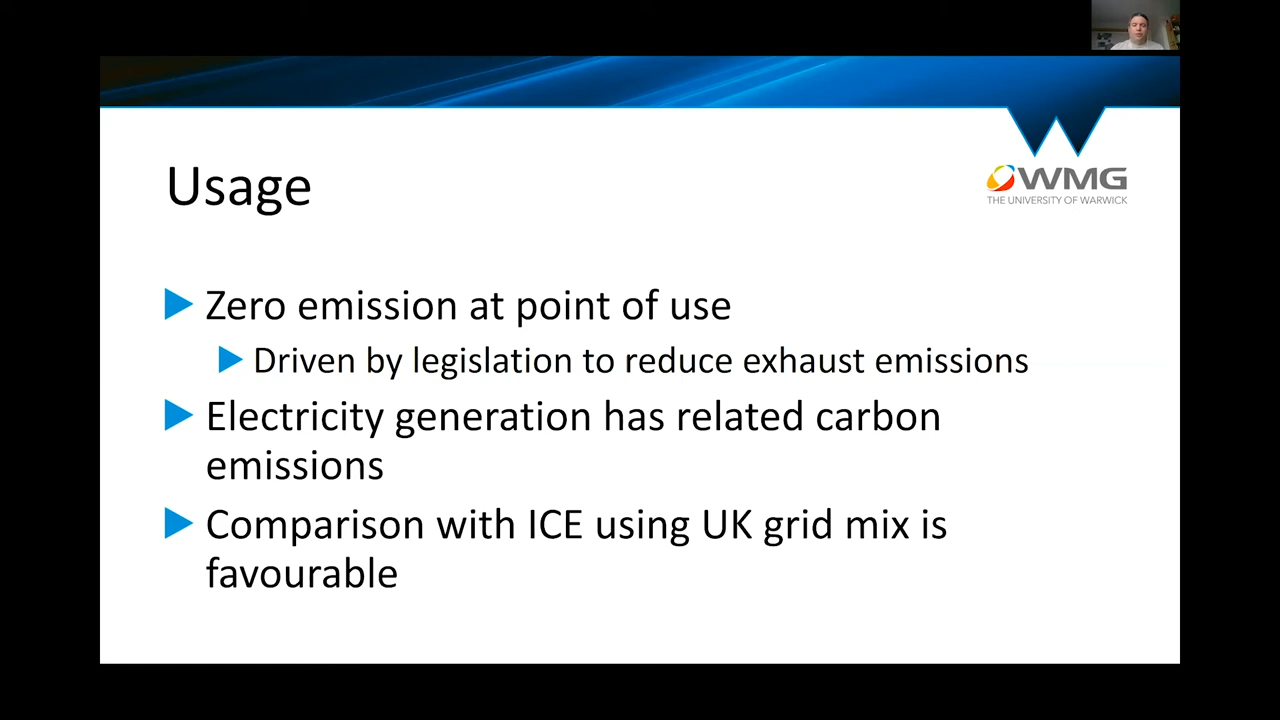 WMG
THE UNIVERSITY OF WARWICK
Usage
Zero emission at point of use
Driven by legislation to reduce exhaust emissions
Electricity generation has related carbon
emissions
Comparison with ICE using UK grid mix is
favourable